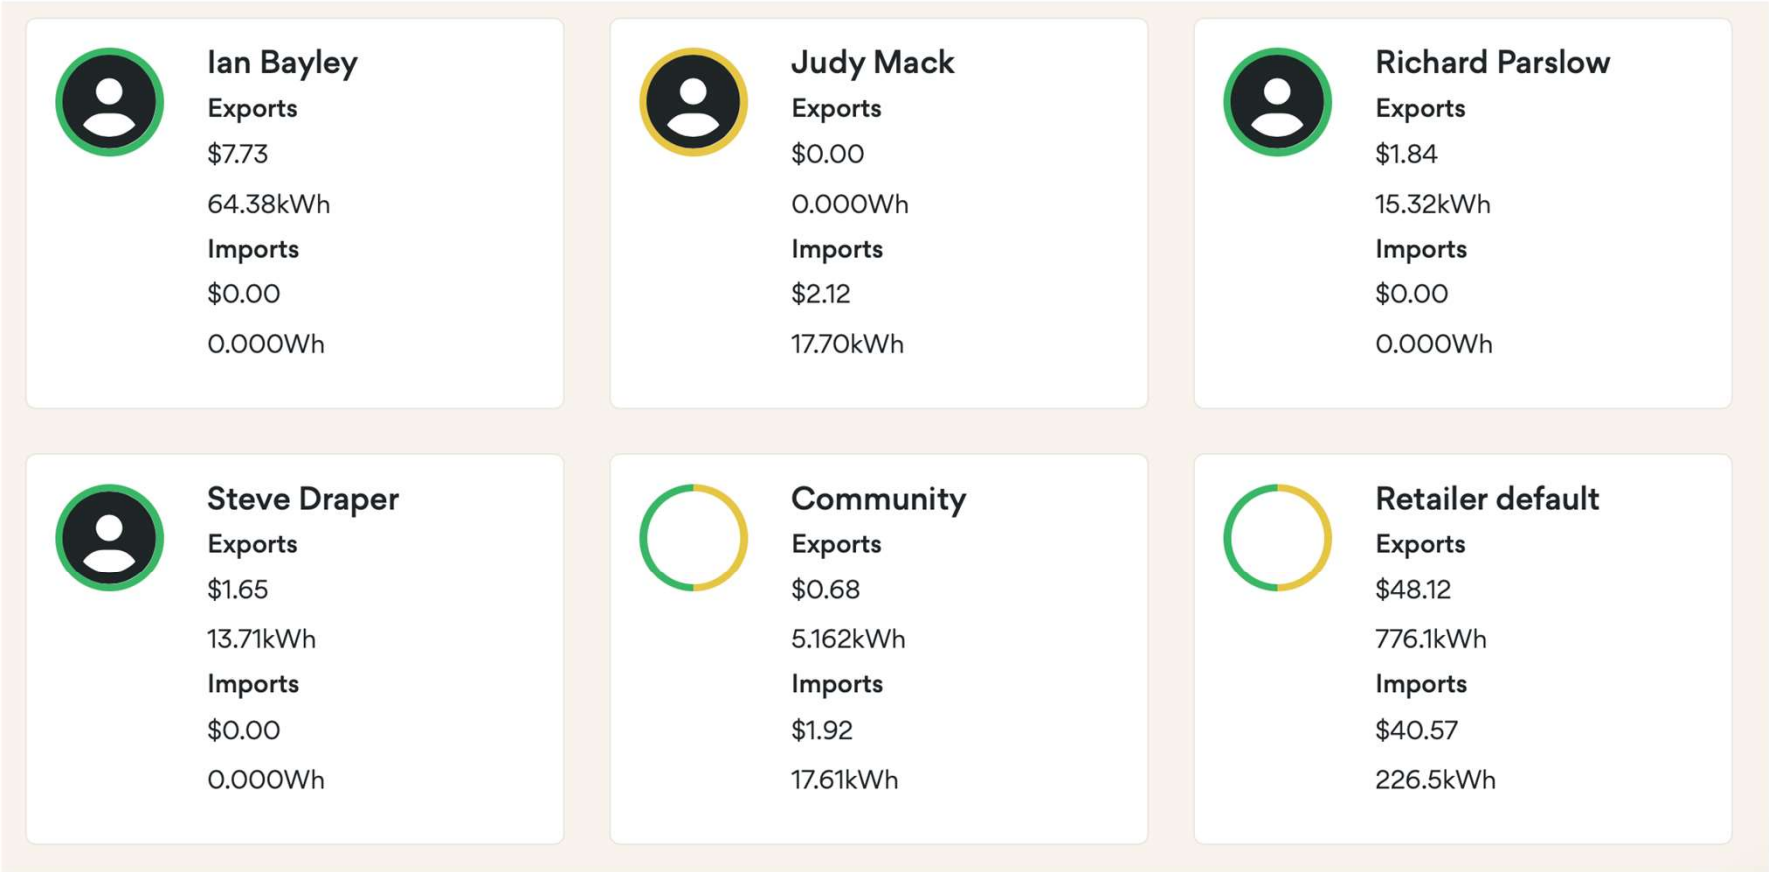 Ian Bayley
Exports
$7.73
64.38kWh
Imports
$0.00
0.000Wh
Judy Mack
Exports
$0.00
0.000Wh
Imports
$2.12
17.70kWh
Richard Parslow
Exports
$1.84
15.32kWh
Imports
$0.00
0.000Wh
Steve Draper
Exports
$1.65
13.71kWh
Imports
$0.00
0.000Wh
Community
Exports
$0.68
5.162kWh
Imports
$1.92
17.61kWh
Retailer default
Exports
$48.12
776.1kWh
Imports
$40.57
226.5kWh